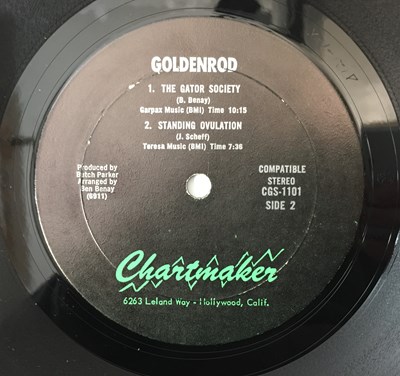 GOLDENROD
1. THE GATOR SOCIETY
(B. Benay)
Garpax Music (BMI) Time 10:15
2. STANDING OVULATION
(J. Scheff)
Teresa Music (BMI) Time 7:36
Produced by
Butch Parker
Arranged by
Ben Benay
(6911)
COMPATIBLE
STEREO
CGS-1101
SIDE 2
Chartmaker
6263 Leland Way - Hollywood, Calif.